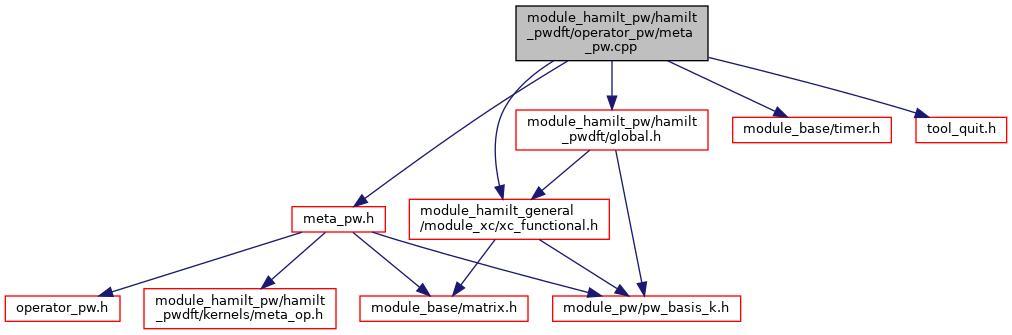 module_hamilt_pw/hamilt
_pwdft/operator_pw/meta
_pw.cpp
module_hamilt_pw/hamilt
_pwdft/global.h
module_base/timer.h
tool_quit.h
meta_pw.h
module_hamilt_general
/module_xc/xc_functional.h
operator_pw.h
module_hamilt_pw/hamilt
_pwdft/kernels/meta_op.h
module_base/matrix.h
module_pw/pw_basis_k.h